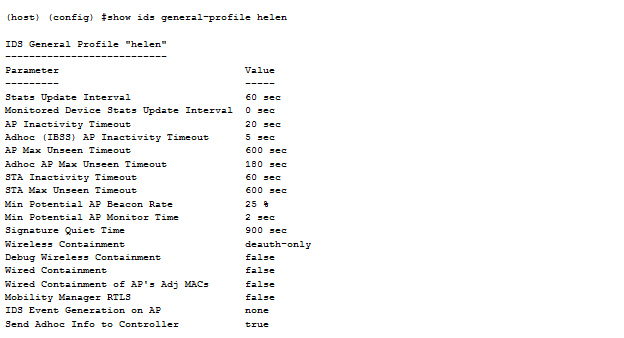 (host) (config) #show ids general-profile helen
IDS General Profile "helen"
---------------------------
Parameter Value
--------- -----
Stats Update Interval 60 sec
Monitored Device Stats Update Interval 0 sec
AP Inactivity Timeout 20 sec
Adhoc (IBSS) AP Inactivity Timeout 5 sec
AP Max Unseen Timeout 600 sec
Adhoc AP Max Unseen Timeout 180 sec
STA Inactivity Timeout 60 sec
STA Max Unseen Timeout 600 sec
Min Potential AP Beacon Rate 25 %
Min Potential AP Monitor Time 2 sec
Signature Quiet Time 900 sec
Wireless Containment deauth-only
Debug Wireless Containment false
Wired Containment false
Wired Containment of AP's Adj MACs false
Mobility Manager RTLS false
IDS Event Generation on AP none
Send Adhoc Info to Controller true